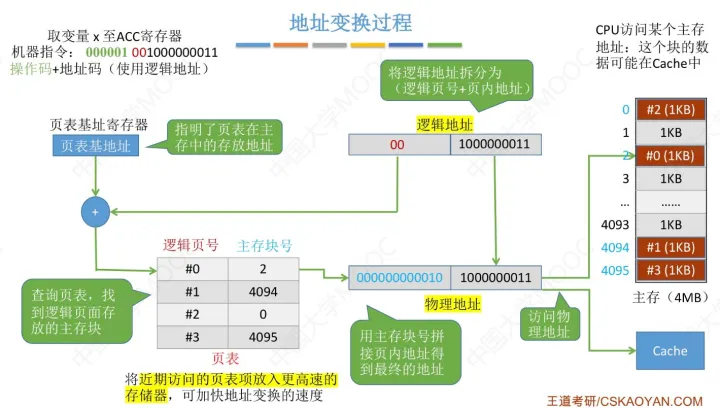 地址变换过程
取变量 x 至ACC寄存器
机器指令：000001 001000000011
操作码+地址码（使用逻辑地址）
将逻辑地址拆分为
（逻辑页号+页内地址）
CPU访问某个主存
地址：这个块的数
据可能在Cache中
页表基址寄存器
页表基地址
指明了页表在主
存中的存放地址
逻辑地址
00 1000000011
+
逻辑页号 主存块号
#0 2
#1 4094
#2 0
#3 4095
页表
查询页表，找
到逻辑页面存
放的主存块
000000000010 1000000011
物理地址
用主存块号拼
接页内地址得
到最终的地址
访问物
理地址
0 #2 (1KB)
1 1KB
2 #0 (1KB)
3 1KB
... ……
4093 1KB
4094 #1 (1KB)
4095 #3 (1KB)
主存（4MB）
Cache
将近期访问的页表项放入更高速的
存储器，可加快地址变换的速度
王道考研/CSKAOYAN.COM
中国大学MOOC